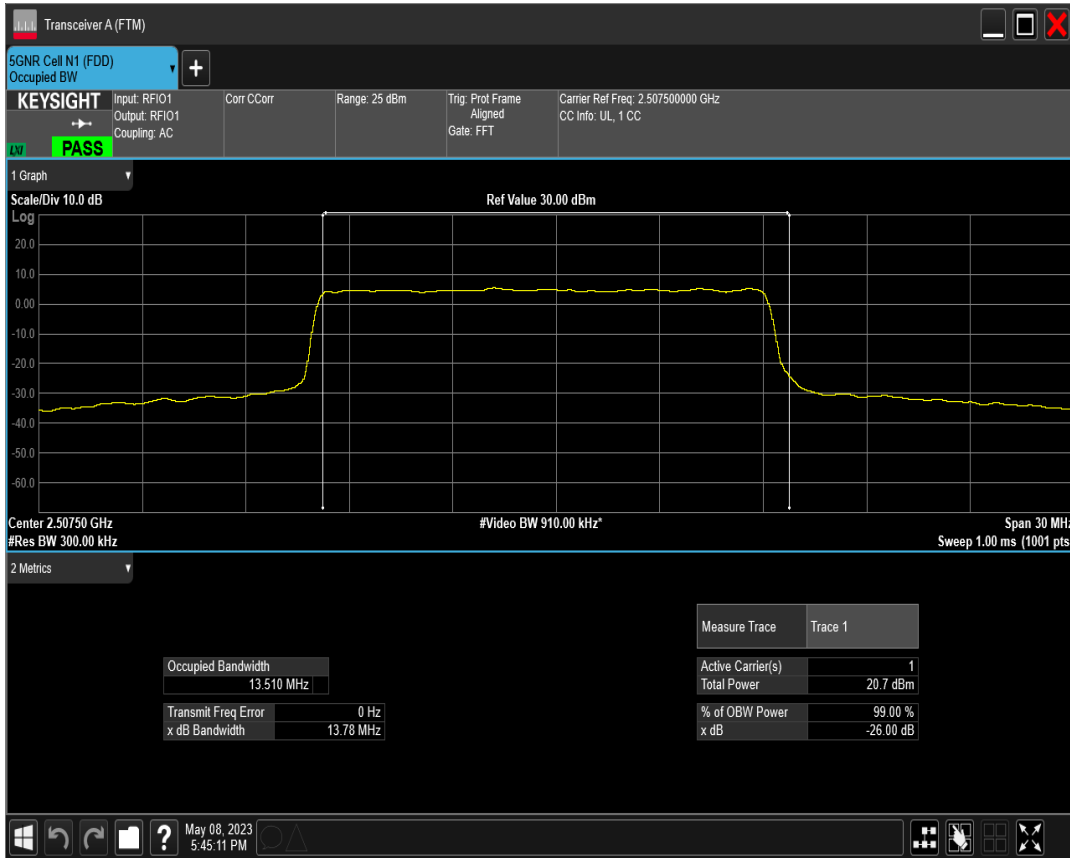 Transceiver A (FTM)
5GNR Cell N1 (FDD)
Occupied BW
+
KEYSIGHT
LXI
PASS
Input: RFIO1
Output: RFIO1
Coupling: AC
Corr CCorr
Range: 25 dBm
Trig: Prot Frame
Aligned
Gate: FFT
Carrier Ref Freq: 2.507500000 GHz
CC Info: UL, 1 CC
1 Graph
Scale/Div 10.0 dB
Ref Value 30.00 dBm
Log
20.0
10.0
0.00
-10.0
-20.0
-30.0
-40.0
-50.0
-60.0
Center 2.50750 GHz
#Video BW 910.00 kHz*
Span 30 MHz
#Res BW 300.00 kHz
Sweep 1.00 ms (1001 pts
2 Metrics
Measure Trace Trace 1
Occupied Bandwidth
13.510 MHz
Active Carrier(s) 1
Total Power 20.7 dBm
Transmit Freq Error 0 Hz
x dB Bandwidth 13.78 MHz
% of OBW Power 99.00 %
x dB -26.00 dB
?
May 08, 2023
5:45:11 PM